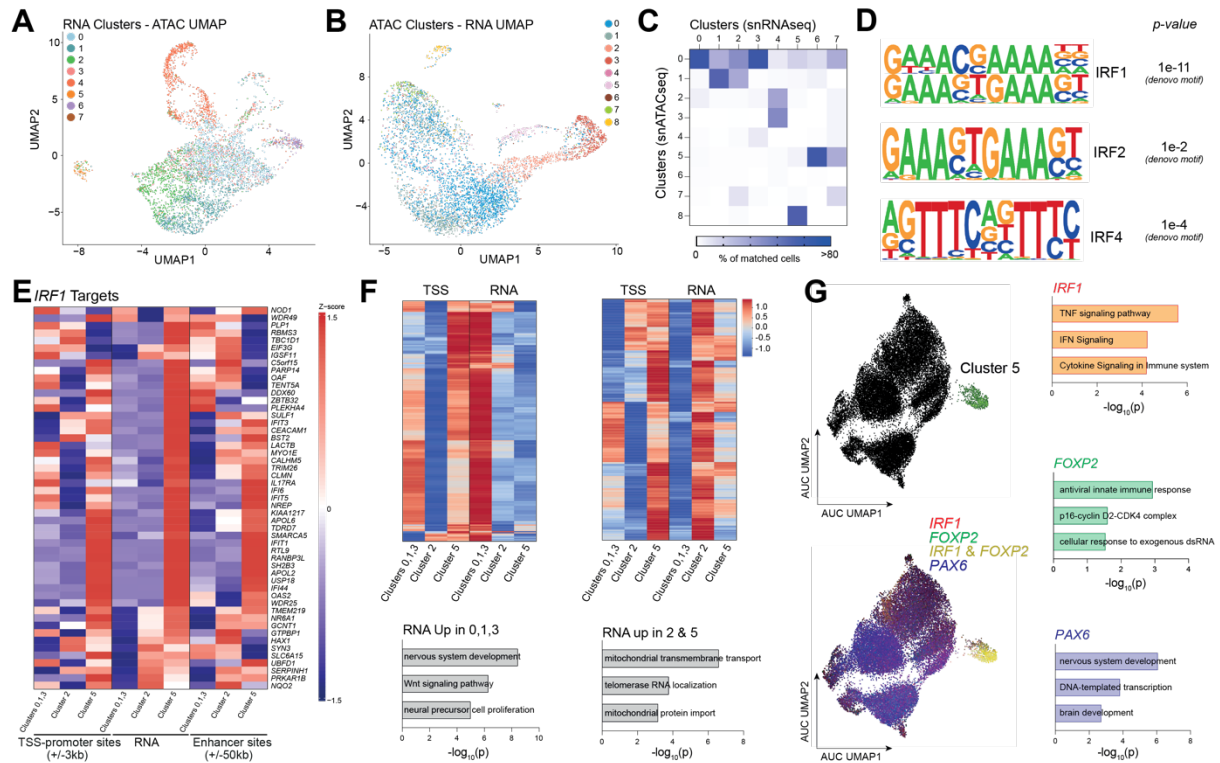 A
RNA Clusters - ATAC UMAP
10
5
0
−5
UMAP2
−8
−4
0
4
UMAP1
0
1
2
3
4
5
6
7
B
ATAC Clusters - RNA UMAP
8
4
0
−4
UMAP2
0
5
10
UMAP1
0
1
2
3
4
5
6
7
8
C
Clusters (snRNAseq)
0 1 2 3 4 5 6 7
Clusters (snATACseq)
0
1
2
3
4
5
6
7
8
0
>80
% of matched cells
D
p-value
IRF1
1e-11
(denovo motif)
IRF2
1e-2
(denovo motif)
IRF4
1e-4
(denovo motif)
E
IRF1 Targets
Z-score
1.5
0
−1.5
NOD1
WDR49
PLP1
RBMS3
TBC1D1
EIF3G
IGSF11
C5orf15
PARP14
OAF
TENT5A
DDX60
ZBTB32
PLEKHA4
SULF1
IFIT3
CEACAM1
BST2
LACTB
MYO1E
CALHM5
TRIM26
CLMN
IL17RA
IFI6
IFIT5
NREP
KIAA1217
APOL6
TDRD7
SMARCA5
IFIT1
RTL9
RANBP3L
SH2B3
APOL2
USP18
IFI44
OAS2
WDR25
TMEM219
NR6A1
GCNT1
GTPBP1
HAX1
SYN3
SLC6A15
UBFD1
SERPINH1
PRKAR1B
NQO2
Clusters 0,1,3
Cluster 2
Cluster 5
Clusters 0,1,3
Cluster 2
Cluster 5
Clusters 0,1,3
Cluster 2
Cluster 5
TSS-promoter sites
(+/-3kb)
RNA
Enhancer sites
(+/-50kb)
F
TSS RNA
Clusters 0,1,3
Cluster 2
Cluster 5
Clusters 0,1,3
Cluster 2
Cluster 5
TSS RNA
1.0
0.5
0.0
-0.5
-1.0
Clusters 0,1,3
Cluster 2
Cluster 5
Clusters 0,1,3
Cluster 2
Cluster 5
RNA Up in 0,1,3
nervous system development
Wnt signaling pathway
neural precursor cell proliferation
0 2 4 6 8 10
-log10(p)
RNA up in 2 & 5
mitochondrial transmembrane transport
telomerase RNA localization
mitochondrial protein import
0 2 4 6 8
-log10(p)
G
Cluster 5
AUC UMAP2
AUC UMAP1
IRF1
FOXP2
IRF1 & FOXP2
PAX6
AUC UMAP2
AUC UMAP1
IRF1
TNF signaling pathway
IFN Signaling
Cytokine Signaling in Immune system
0 2 4 6
-log10(p)
FOXP2
antiviral innate immune response
p16-cyclin D2-CDK4 complex
cellular response to exogenous dsRNA
0 1 2 3 4
-log10(p)
PAX6
nervous system development
DNA-templated transcription
brain development
0 2 4 6 8
-log10(p)